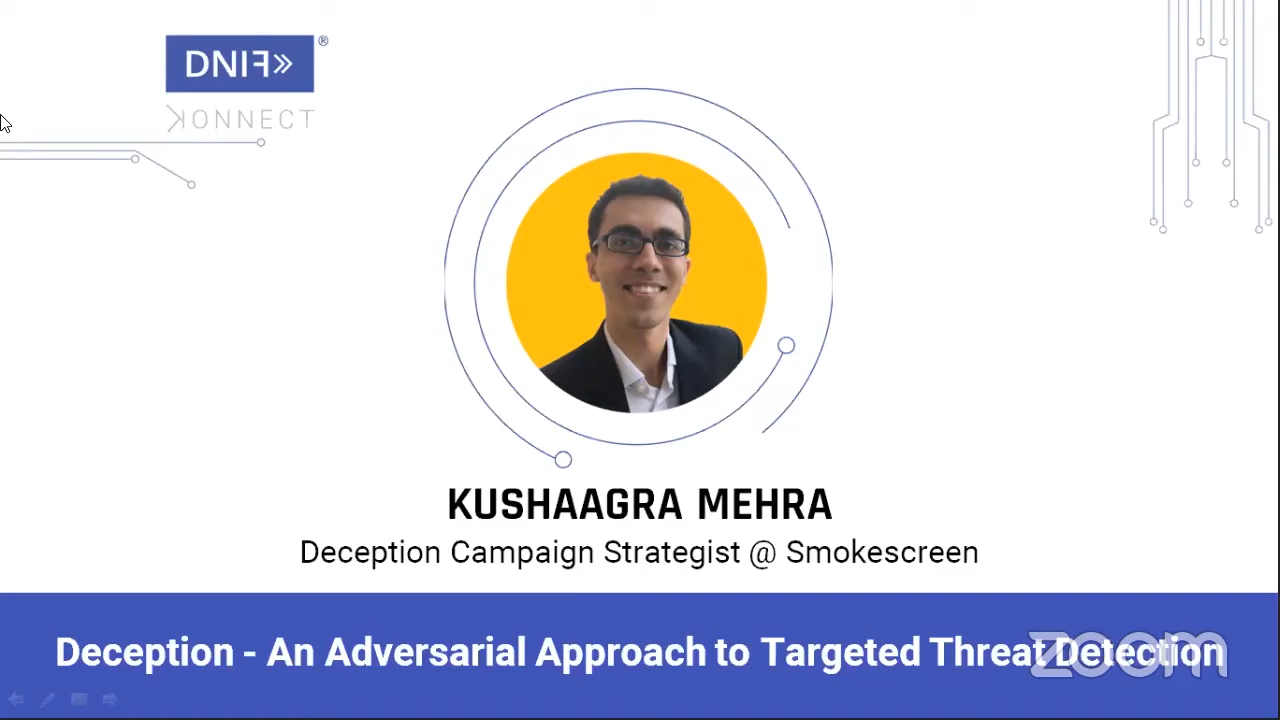 DNIF»®
KONNECT
KUSHAAGRA MEHRA
Deception Campaign Strategist @ Smokescreen
Deception - An Adversarial Approach to Targeted Threat Detection
zoom